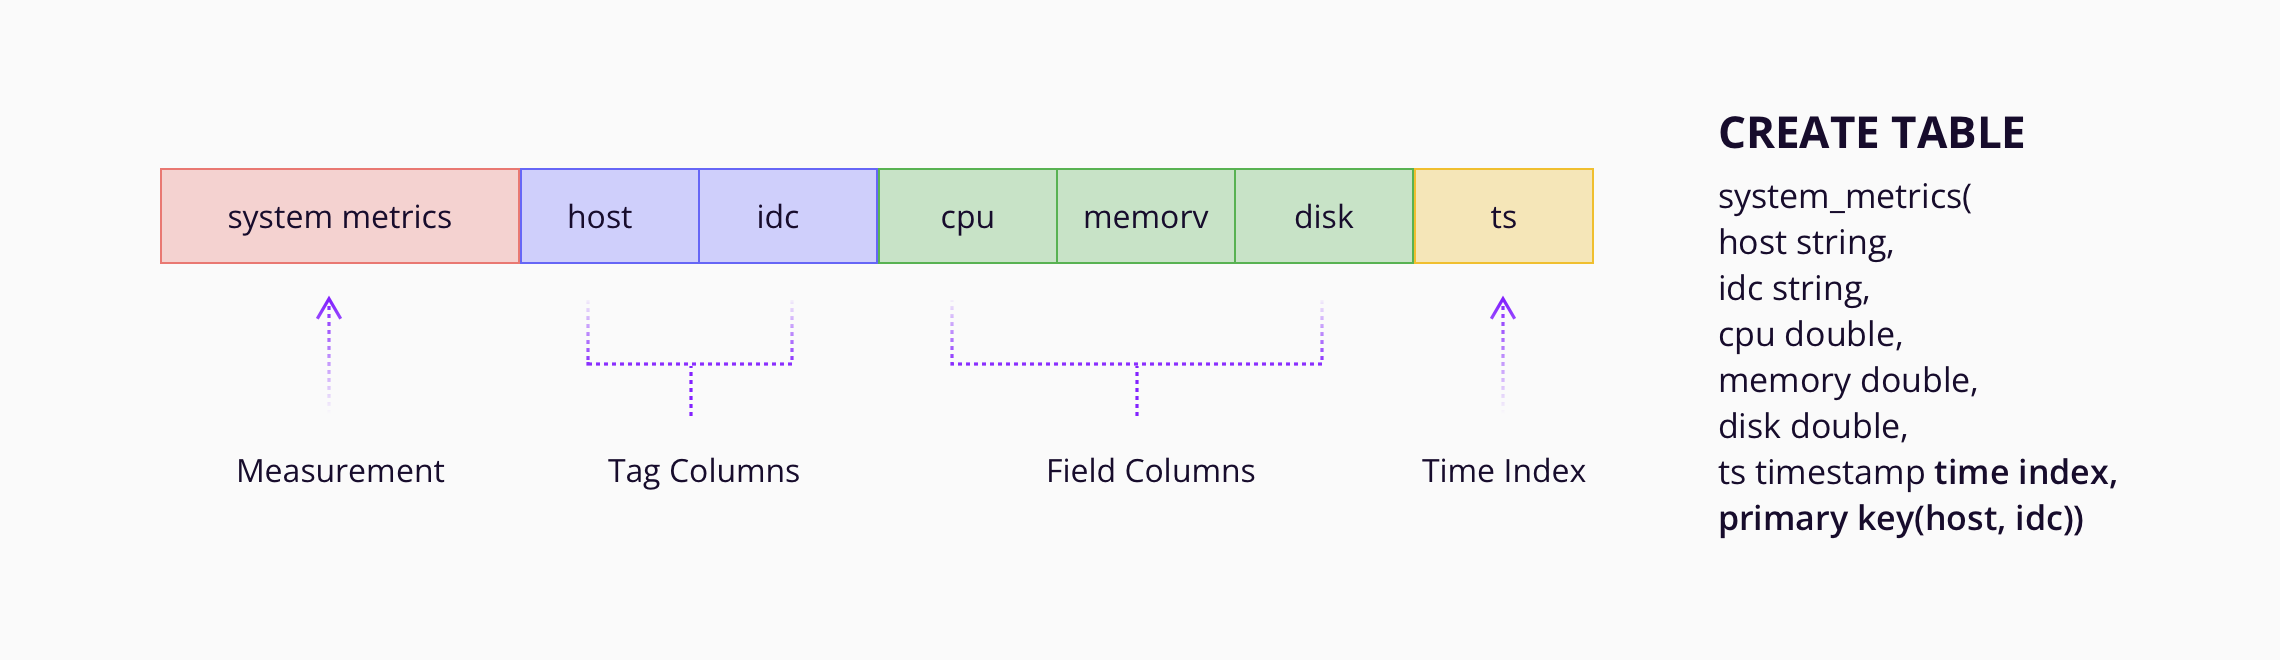 system metrics host idc cpu memorv disk ts
Measurement Tag Columns Field Columns Time Index
CREATE TABLE
system_metrics(
host string,
idc string,
cpu double,
memory double,
disk double,
ts timestamp time index,
primary key(host, idc))